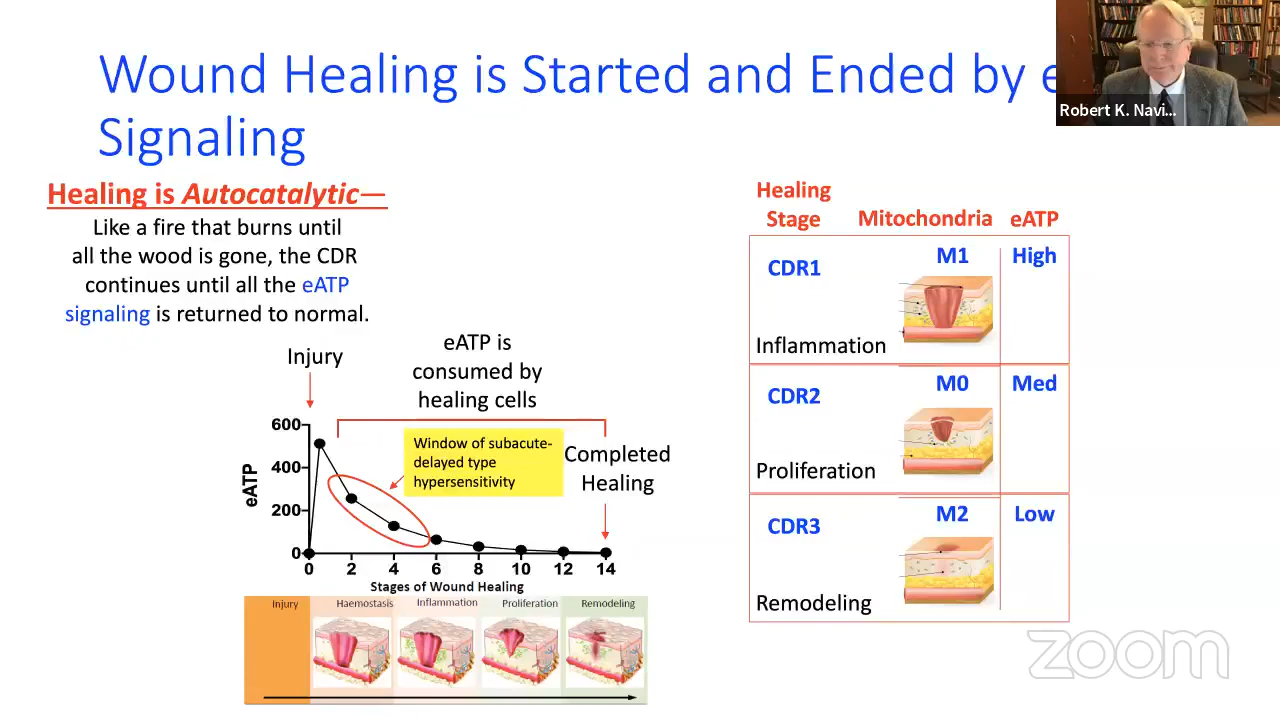 Wound Healing is Started and Ended by e
Signaling
Robert K. Navi...
Healing is Autocatalytic—
Like a fire that burns until
all the wood is gone, the CDR
continues until all the eATP
signaling is returned to normal.
Injury
eATP is
consumed by
healing cells
Window of subacute-
delayed type
hypersensitivity
Completed
Healing
600
400
200
0
eATP
0 2 4 6 8 10 12 14
Stages of Wound Healing
Injury Haemostasis Inflammation Proliferation Remodeling
Healing
Stage Mitochondria eATP
CDR1 M1 High
Inflammation
CDR2 M0 Med
Proliferation
CDR3 M2 Low
Remodeling
zoom